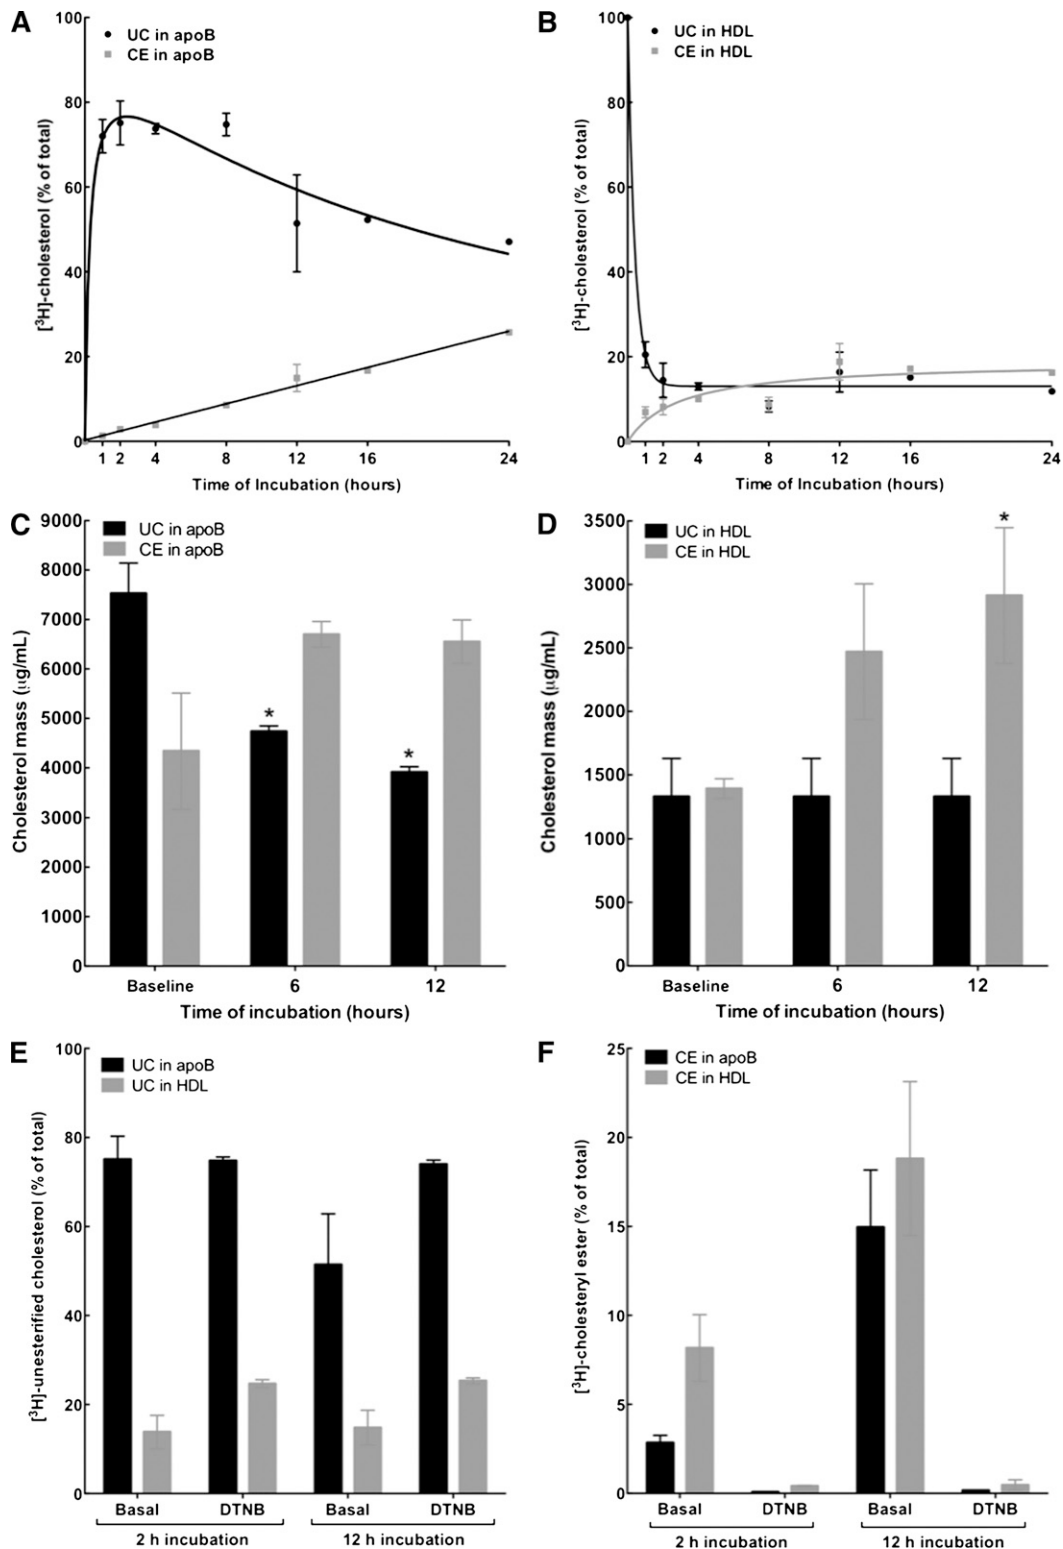 A
UC in apoB
CE in apoB
[³H]-cholesterol (% of total)
100
80
60
40
20
0
1 2 4 8 12 16 24
Time of Incubation (hours)
B
UC in HDL
CE in HDL
[³H]-cholesterol (% of total)
100
80
60
40
20
0
1 2 4 8 12 16 24
Time of Incubation (hours)
C
UC in apoB
CE in apoB
Cholesterol mass (µg/mL)
9000
8000
7000
6000
5000
4000
3000
2000
1000
0
*
*
Baseline 6 12
Time of incubation (hours)
D
UC in HDL
CE in HDL
Cholesterol mass (µg/mL)
3500
3000
2500
2000
1500
1000
500
0
*
Baseline 6 12
Time of incubation (hours)
E
UC in apoB
UC in HDL
[³H]-unesterified cholesterol (% of total)
100
80
60
40
20
0
Basal DTNB Basal DTNB
2 h incubation 12 h incubation
F
CE in apoB
CE in HDL
[³H]-cholesteryl ester (% of total)
25
20
15
10
5
0
Basal DTNB Basal DTNB
2 h incubation 12 h incubation